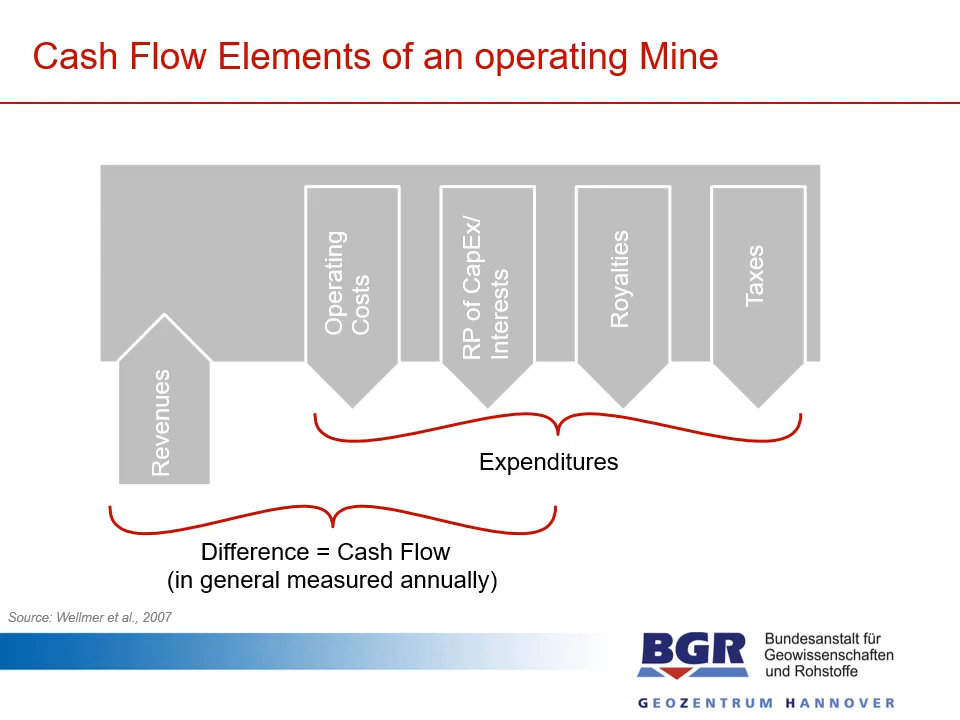 Cash Flow Elements of an operating Mine
Operating
Costs
RP of CapEx/
Interests
Royalties
Taxes
Revenues
Expenditures
Difference = Cash Flow
(in general measured annually)
Source: Wellmer et al., 2007
BGR
Bundesanstalt für
Geowissenschaften
und Rohstoffe
GEOZENTRUM HANNOVER